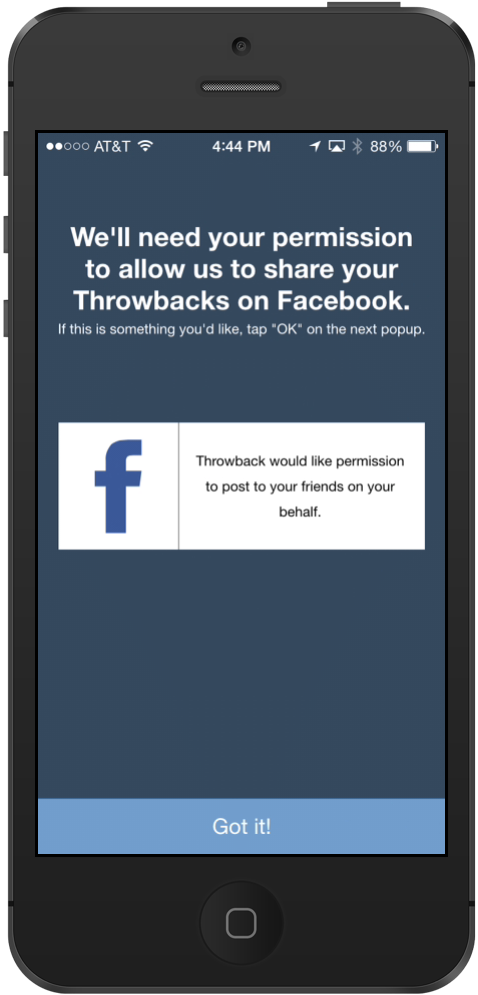 AT&T 4:44 PM 88%
We'll need your permission
to allow us to share your
Throwbacks on Facebook.
If this is something you'd like, tap "OK" on the next popup.
f
Throwback would like permission
to post to your friends on your
behalf.
Got it!